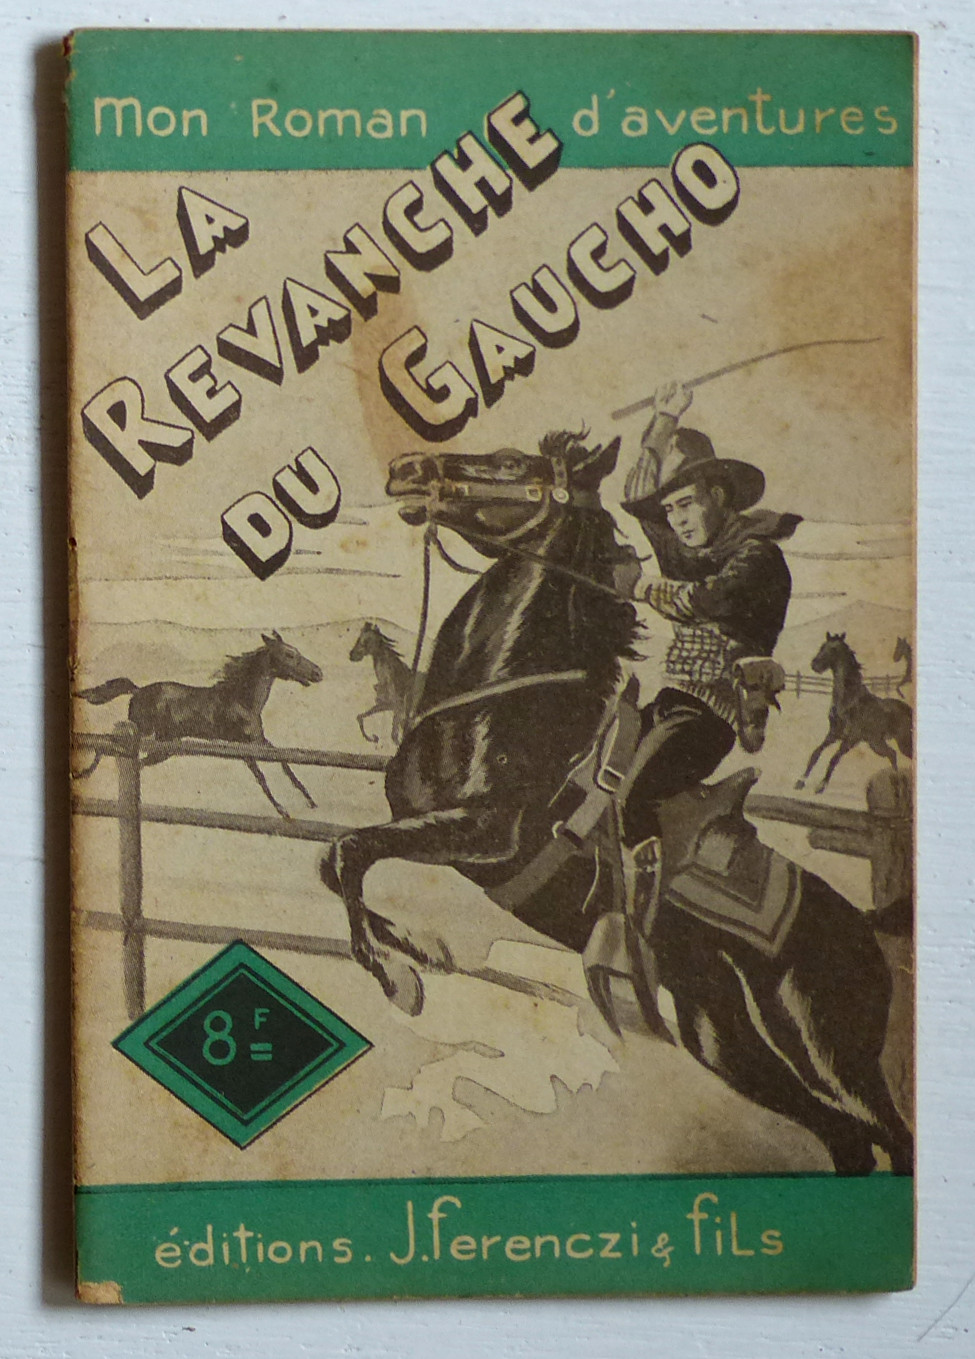 Mon Roman d'aventures
LA
REVANCHE
DU GAUCHO
8F
éditions. J. Ferenczi & fiLs